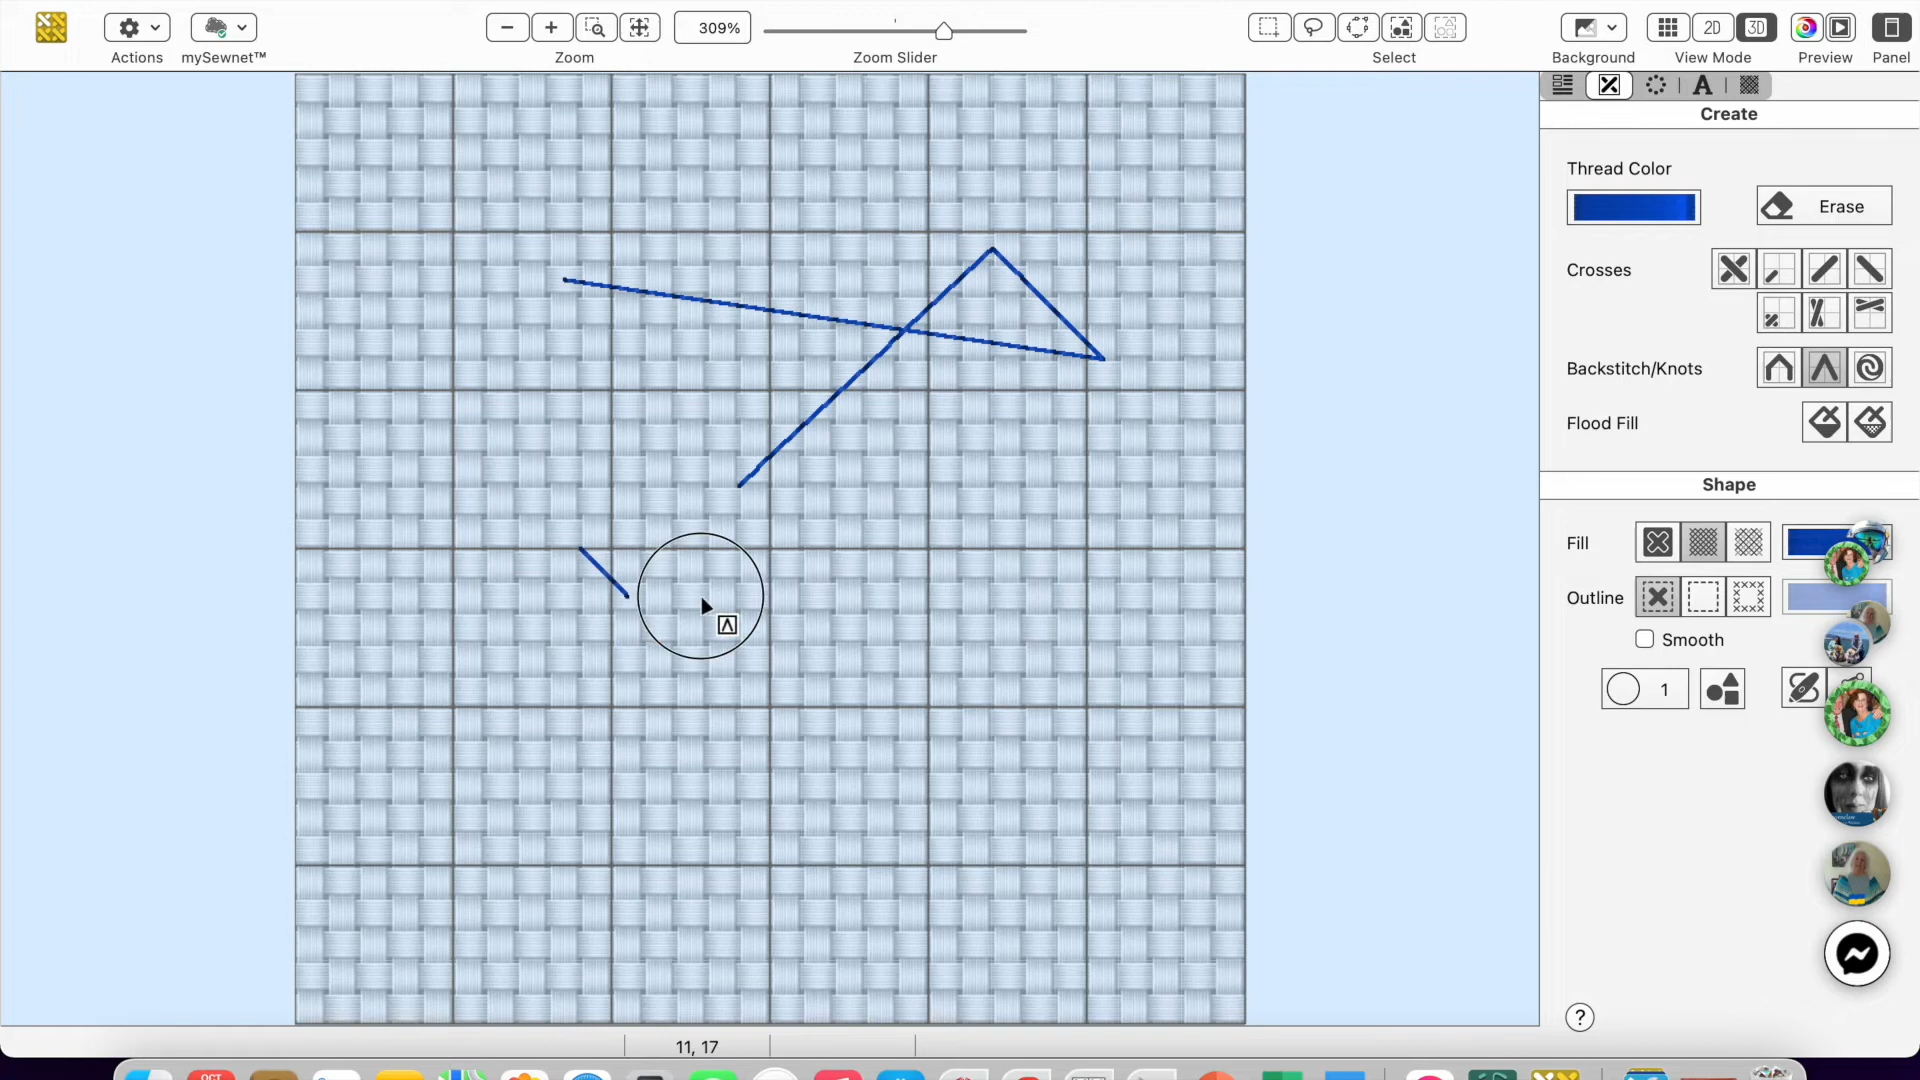 309%
2D
3D
Actions
mySewnet™
Zoom
Zoom Slider
Select
Background
View Mode
Preview
Panel
A
Create
Thread Color
Erase
Crosses
Backstitch/Knots
Flood Fill
Shape
Fill
Outline
Smooth
1
?
11, 17
OCT